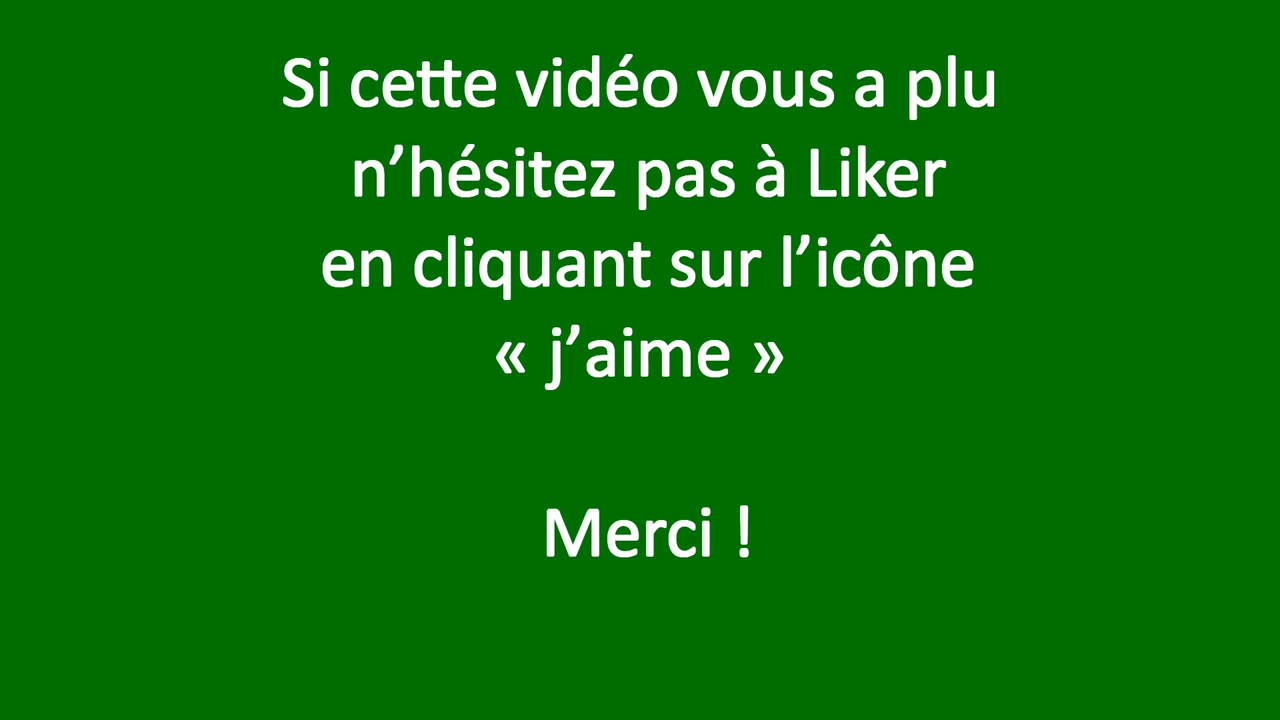 Si cette vidéo vous a plu
n’hésitez pas à Liker
en cliquant sur l’icône
« j’aime »
Merci !